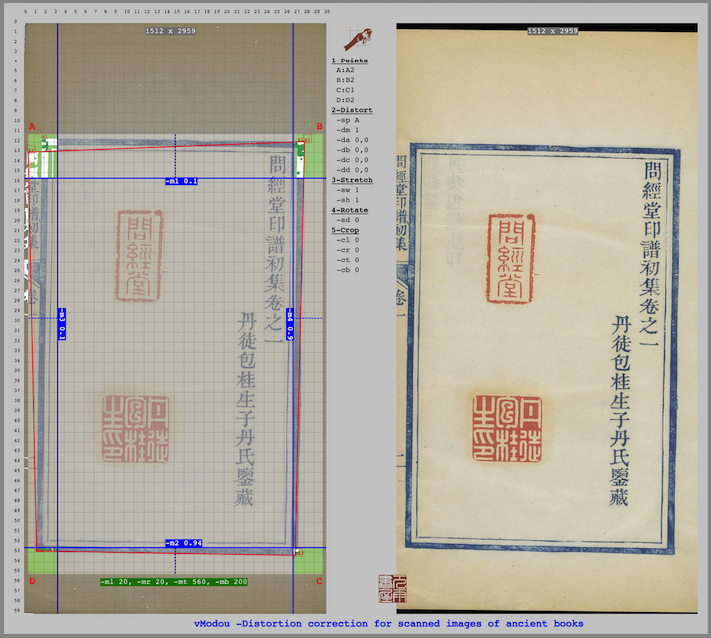 0 1 2 3 4 5 6 7 8 9 10 11 12 13 14 15 16 17 18 19 20 21 22 23 24 25 26 27 28 29 30
1512 x 2959
A
B
-ml 0.1
-m3 0.1
-m4 0.9
-m2 0.94
D
C
-ml 20, -mr 20, -mt 560, -mb 200
問經堂印譜初集卷之一
丹徒包桂生子丹氏鑒藏
問經堂
1-Points
A:A2
B:B2
C:C1
D:D2
2-Distort
-sp A
-dm 1
-da 0,0
-db 0,0
-dc 0,0
-dd 0,0
3-Stretch
-sw 1
-sh 1
4-Rotate
-sd 0
5-Crop
-cl 0
-cr 0
-ct 0
-cb 0
1512 x 2959
問經堂印譜初集卷之一
丹徒包桂生子丹氏鑒藏
問經堂
vModou -Distortion correction for scanned images of ancient books